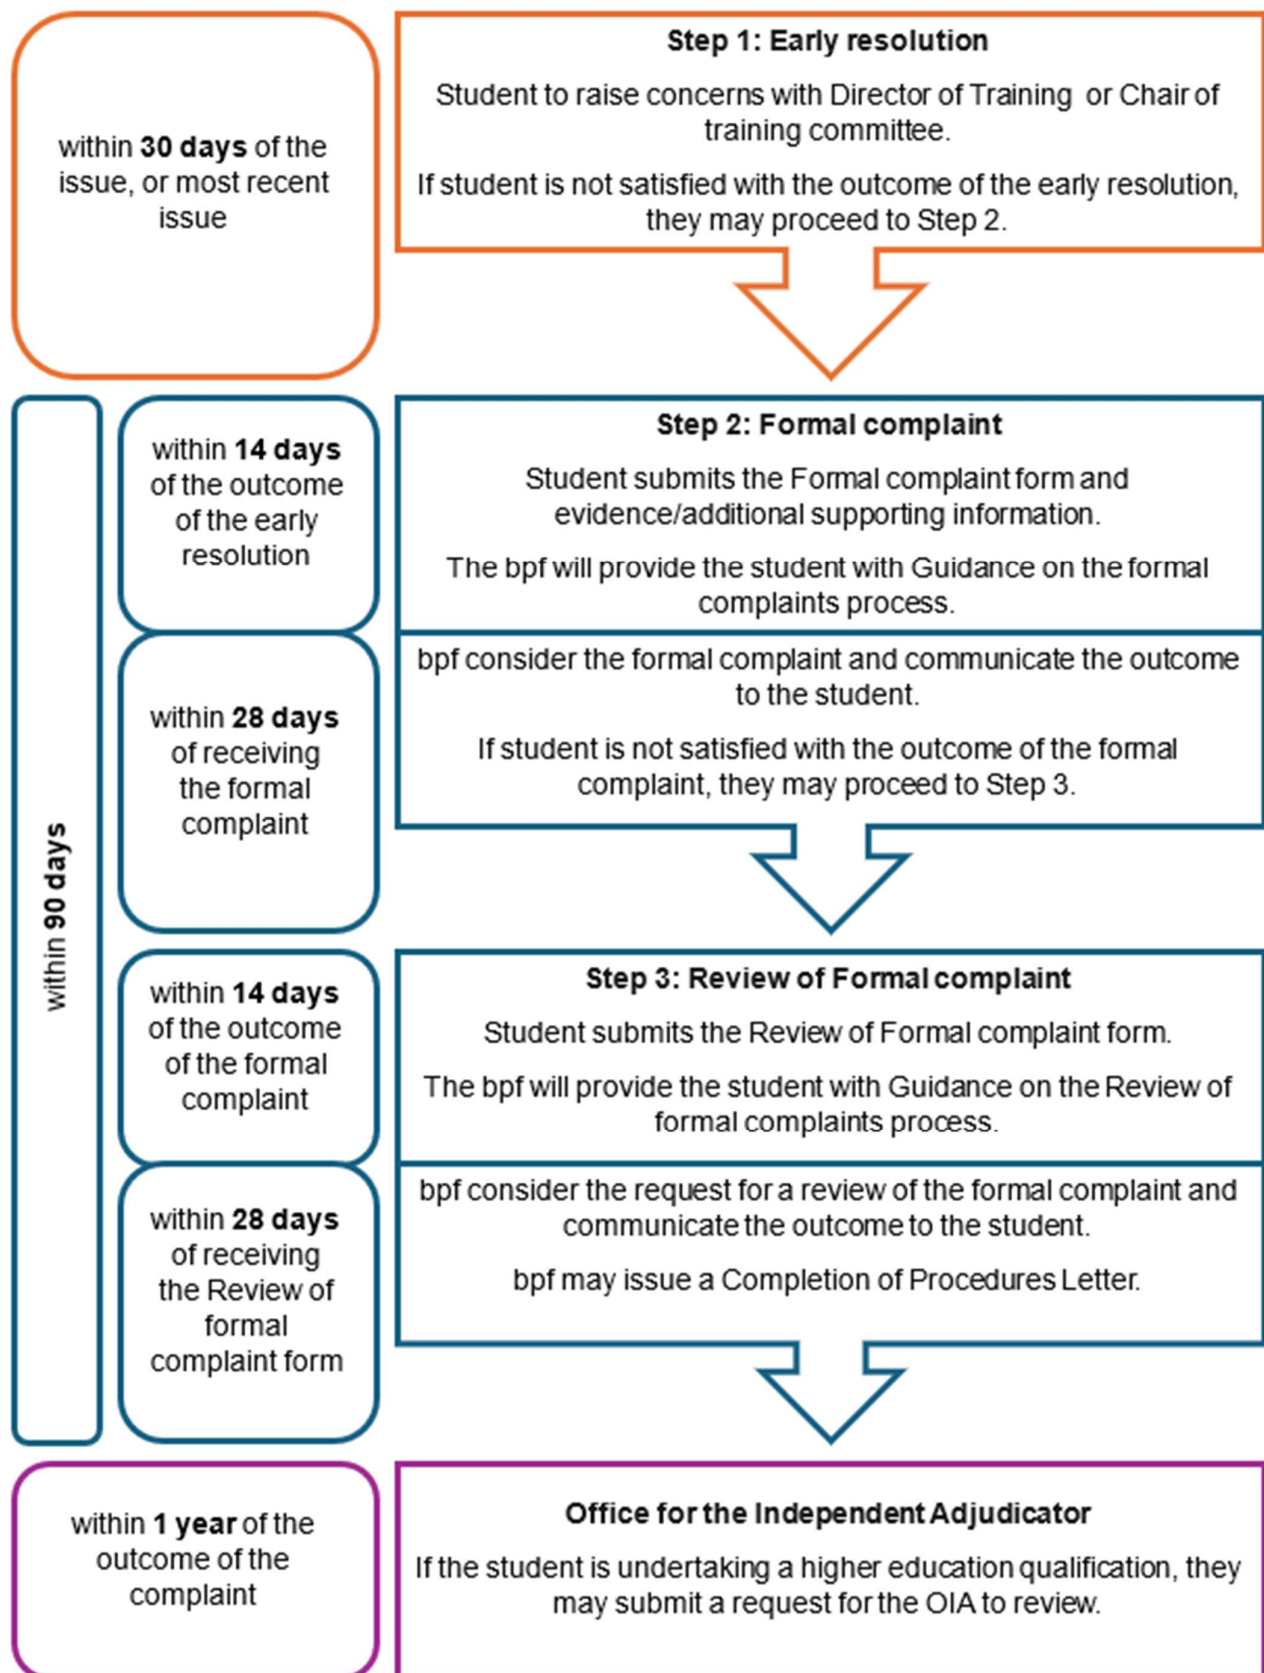 within 30 days of the
issue, or most recent
issue
Step 1: Early resolution
Student to raise concerns with Director of Training or Chair of
training committee.
If student is not satisfied with the outcome of the early resolution,
they may proceed to Step 2.
within 90 days
within 14 days
of the outcome
of the early
resolution
Step 2: Formal complaint
Student submits the Formal complaint form and
evidence/additional supporting information.
The bpf will provide the student with Guidance on the formal
complaints process.
within 28 days
of receiving
the formal
complaint
bpf consider the formal complaint and communicate the outcome
to the student.
If student is not satisfied with the outcome of the formal
complaint, they may proceed to Step 3.
within 14 days
of the outcome
of the formal
complaint
Step 3: Review of Formal complaint
Student submits the Review of Formal complaint form.
The bpf will provide the student with Guidance on the Review of
formal complaints process.
within 28 days
of receiving
the Review of
formal
complaint form
bpf consider the request for a review of the formal complaint and
communicate the outcome to the student.
bpf may issue a Completion of Procedures Letter.
within 1 year of the
outcome of the
complaint
Office for the Independent Adjudicator
If the student is undertaking a higher education qualification, they
may submit a request for the OIA to review.